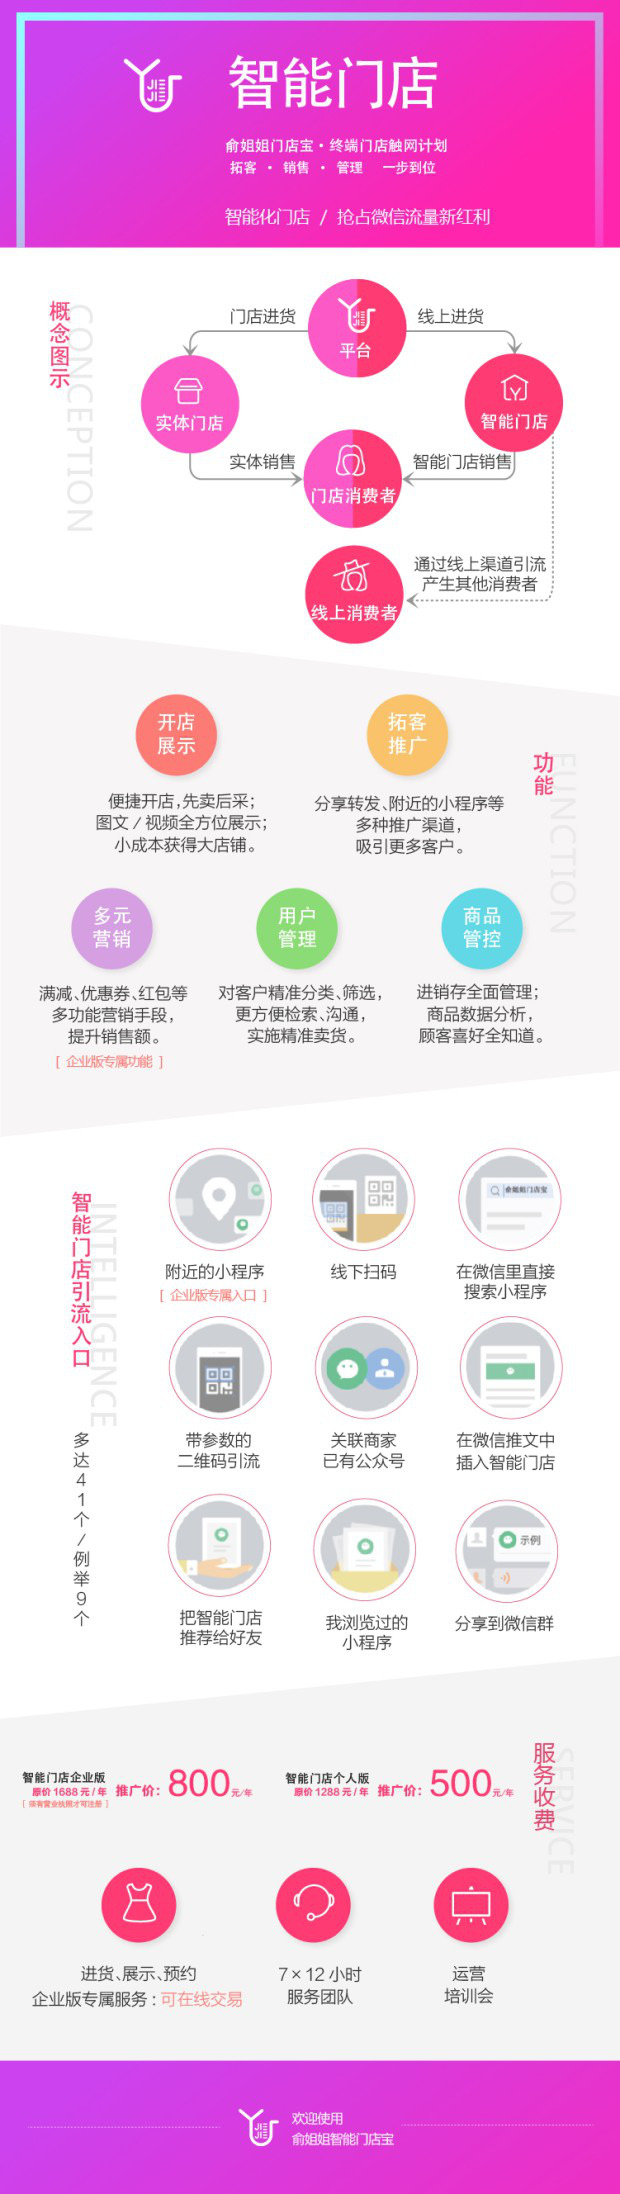 JIE
JIE
智能门店
俞姐姐门店宝·终端门店触网计划
拓客 · 销售 · 管理 一步到位
智能化门店 / 抢占微信流量新红利
概念图示
CONCEPTION
门店进货
线上进货
JIE
JIE
平台
实体门店
智能门店
实体销售
智能门店销售
门店消费者
通过线上渠道引流
产生其他消费者
线上消费者
开店
展示
便捷开店,先卖后采;
图文/视频全方位展示;
小成本获得大店铺。
拓客
推广
分享转发、附近的小程序等
多种推广渠道,
吸引更多客户。
功能
FUNCTION
多元
营销
满减、优惠券、红包等
多功能营销手段,
提升销售额。
[ 企业版专属功能 ]
用户
管理
对客户精准分类、筛选,
更方便检索、沟通,
实施精准卖货。
商品
管控
进销存全面管理;
商品数据分析,
顾客喜好全知道。
智能门店引流入口
INTELLIGENCE
多达41个/例举9个
附近的小程序
[ 企业版专属入口 ]
线下扫码
俞姐姐门店宝
在微信里直接
搜索小程序
带参数的
二维码引流
关联商家
已有公众号
在微信推文中
插入智能门店
把智能门店
推荐给好友
我浏览过的
小程序
示例
分享到微信群
服务收费
SERVICE
智能门店企业版
原价1688元/年
[ 须有营业执照才可注册 ]
推广价: 800元/年
智能门店个人版
原价1288元/年
推广价: 500元/年
进货、展示、预约
企业版专属服务:可在线交易
7×12小时
服务团队
运营
培训会
JIE
JIE
欢迎使用
俞姐姐智能门店宝